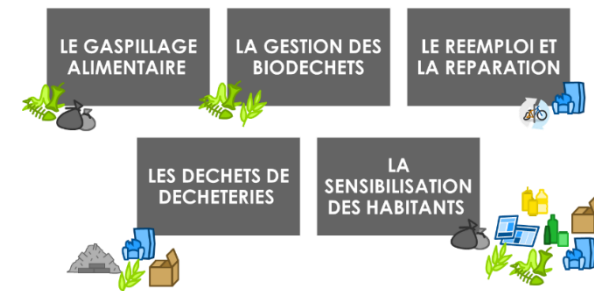 LE GASPILLAGE
ALIMENTAIRE
LA GESTION DES
BIODECHETS
LE REEMPLOI ET
LA REPARATION
LES DECHETS DE
DECHETERIES
LA
SENSIBILISATION
DES HABITANTS